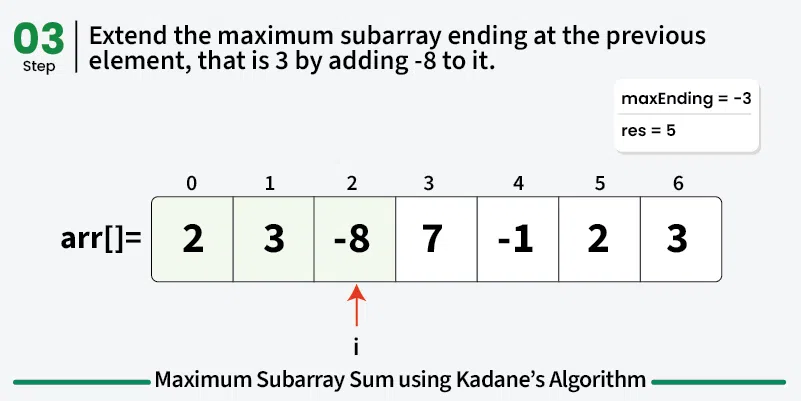 03
Step
Extend the maximum subarray ending at the previous
element, that is 3 by adding -8 to it.
maxEnding = -3
res = 5
0 1 2 3 4 5 6
arr[]= 2 3 -8 7 -1 2 3
i
Maximum Subarray Sum using Kadane's Algorithm